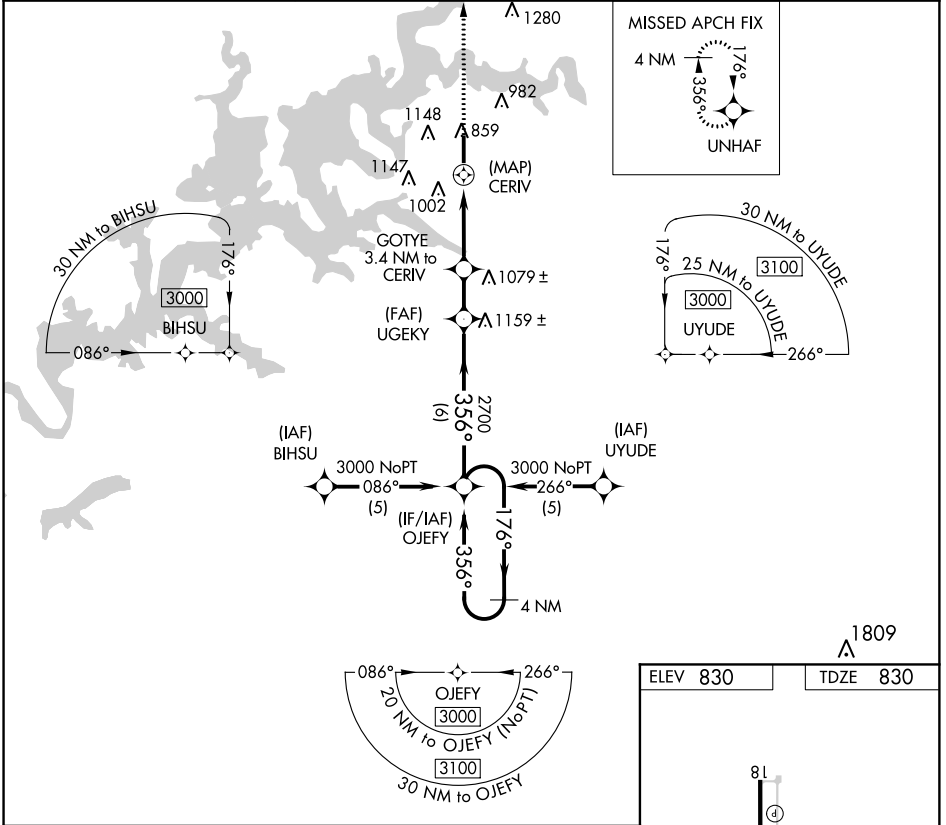 1280
MISSED APCH FIX
4 NM
176°
356°
UNHAF
982
1148
859
1147
1002
(MAP)
CERIV
GOTYE
3.4 NM to
CERIV
1079 ±
(FAF)
UGEKY
1159 ±
30 NM to BIHSU
176°
3000
BIHSU
086°
30 NM to UYUDE
3100
176°
25 NM to UYUDE
3000
UYUDE
266°
356°
(6)
2700
(IAF)
BIHSU
3000 NoPT
086°
(5)
(IAF)
UYUDE
3000 NoPT
266°
(5)
(IF/IAF)
OJEFY
356°
176°
4 NM
1809
086°
266°
OJEFY
3000
20 NM to OJEFY (NoPT)
3100
30 NM to OJEFY
ELEV 830
TDZE 830
18
P